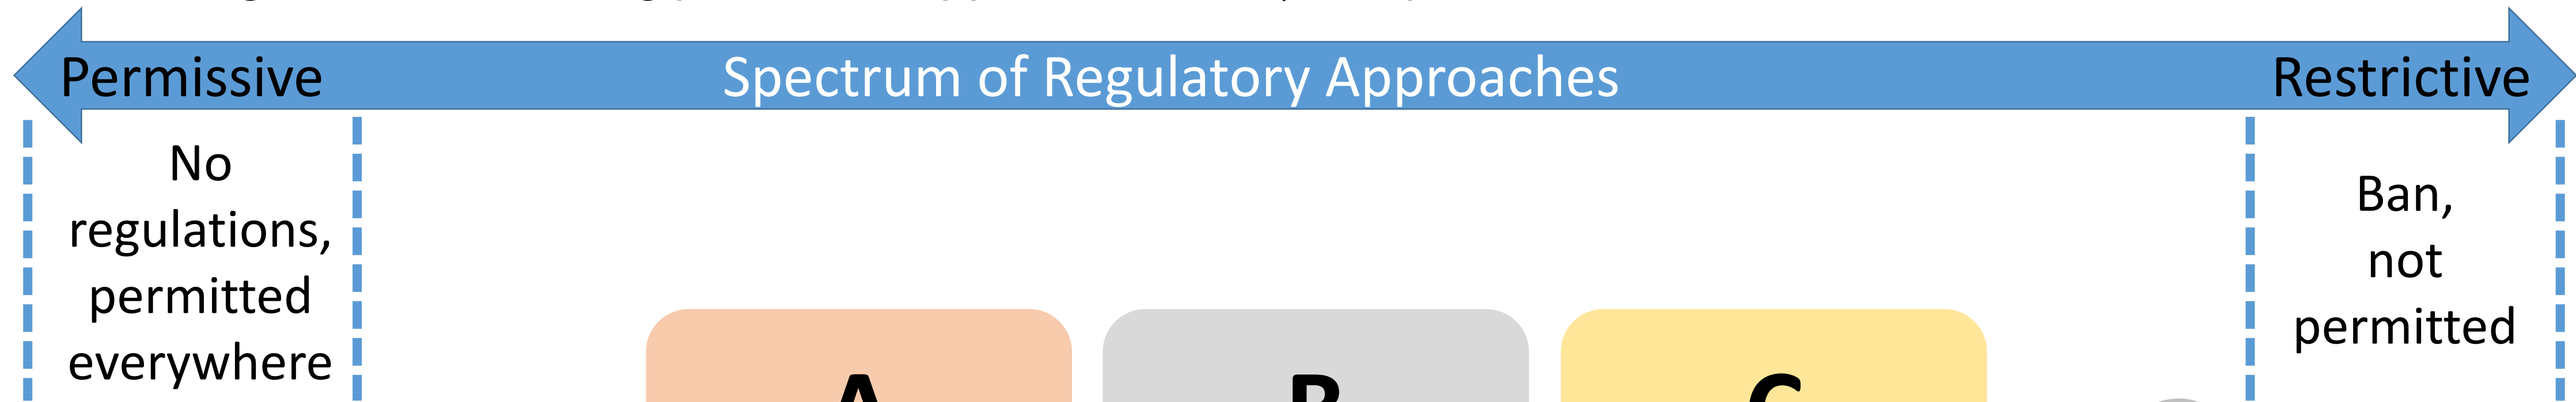 Permissive Spectrum of Regulatory Approaches Restrictive
No
regulations,
permitted
everywhere
Ban,
not
permitted
A B C